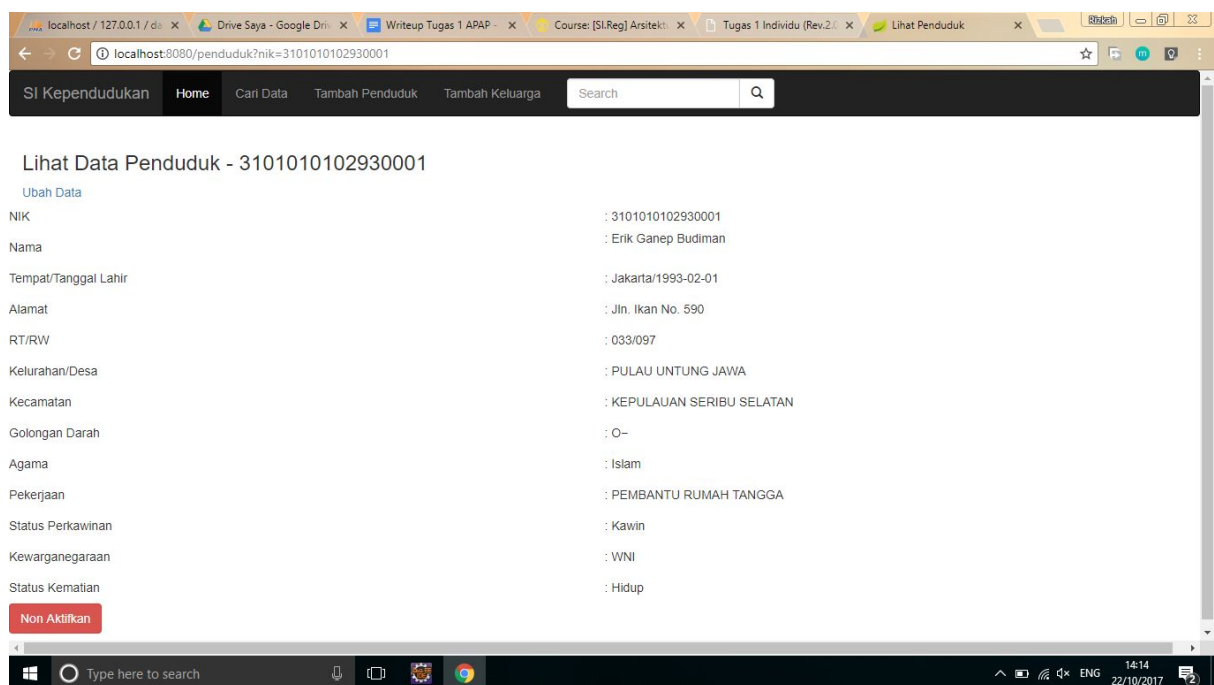 localhost / 127.0.0.1 / da Drive Saya - Google Driv Writeup Tugas 1 APAP - Course: [SI.Reg] Arsitekt Tugas 1 Individu (Rev.2.0 Lihat Penduduk
localhost:8080/penduduk?nik=3101010102930001
SI Kependudukan Home Cari Data Tambah Penduduk Tambah Keluarga Search
Lihat Data Penduduk - 3101010102930001
Ubah Data
NIK : 3101010102930001
Nama : Erik Ganep Budiman
Tempat/Tanggal Lahir : Jakarta/1993-02-01
Alamat : Jln. Ikan No. 590
RT/RW : 033/097
Kelurahan/Desa : PULAU UNTUNG JAWA
Kecamatan : KEPULAUAN SERIBU SELATAN
Golongan Darah : O−
Agama : Islam
Pekerjaan : PEMBANTU RUMAH TANGGA
Status Perkawinan : Kawin
Kewarganegaraan : WNI
Status Kematian : Hidup
Non Aktifkan
Type here to search ENG 14:14
22/10/2017